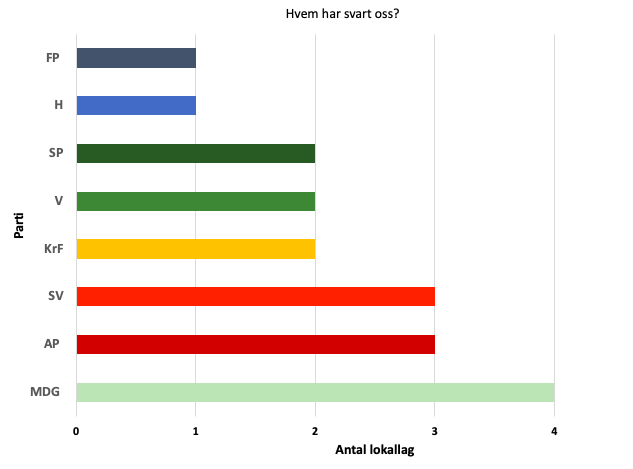 Hvem har svart oss?
FP
H
SP
V
KrF
SV
AP
MDG
Parti
0 1 2 3 4
Antal lokallag